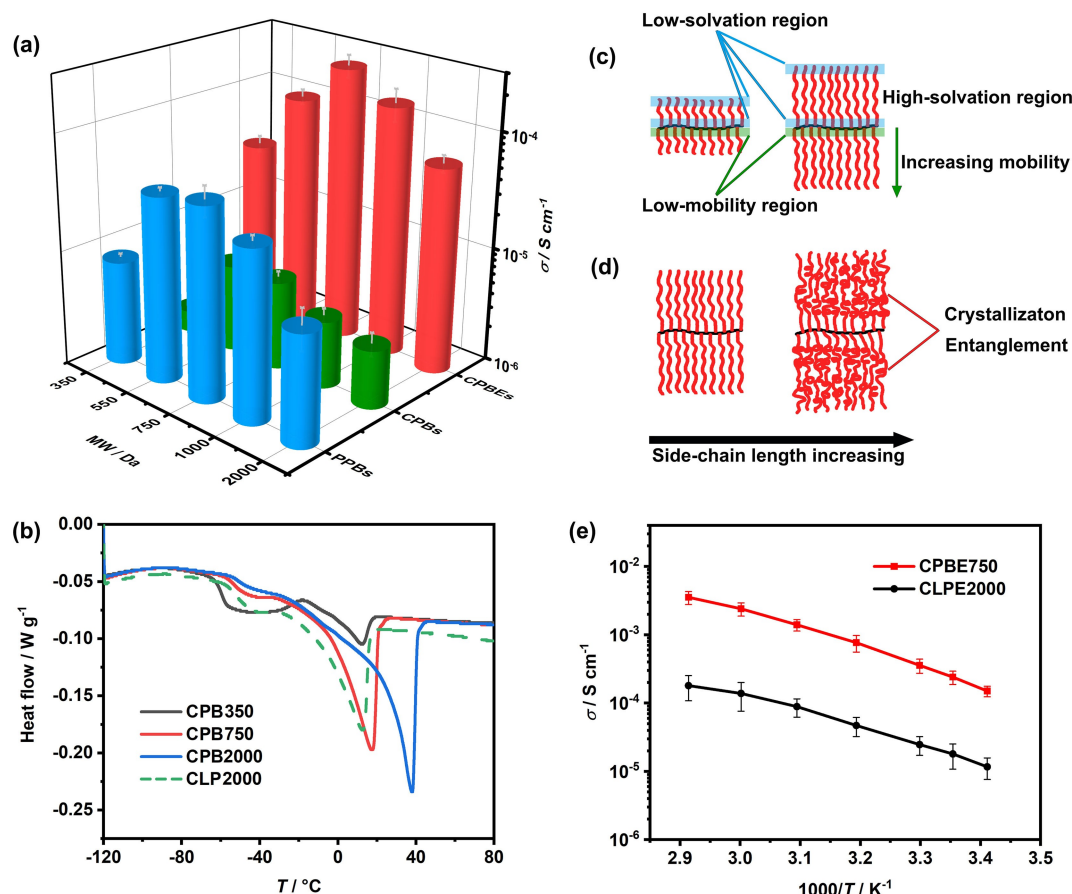 (a)
10⁻⁴
10⁻⁵
10⁻⁶
σ / S cm⁻¹
350
550
750
1000
2000
MW / Da
PPBs
CPBs
CPBEs
(c)
Low-solvation region
High-solvation region
Increasing mobility
Low-mobility region
(d)
Crystallizaton
Entanglement
Side-chain length increasing
(b)
0.00
-0.05
-0.10
-0.15
-0.20
-0.25
Heat flow / W g⁻¹
CPB350
CPB750
CPB2000
CLP2000
-120
-80
-40
0
40
80
T / °C
(e)
10⁻²
10⁻³
10⁻⁴
10⁻⁵
10⁻⁶
σ / S cm⁻¹
CPBE750
CLPE2000
2.9
3.0
3.1
3.2
3.3
3.4
3.5
1000/T / K⁻¹